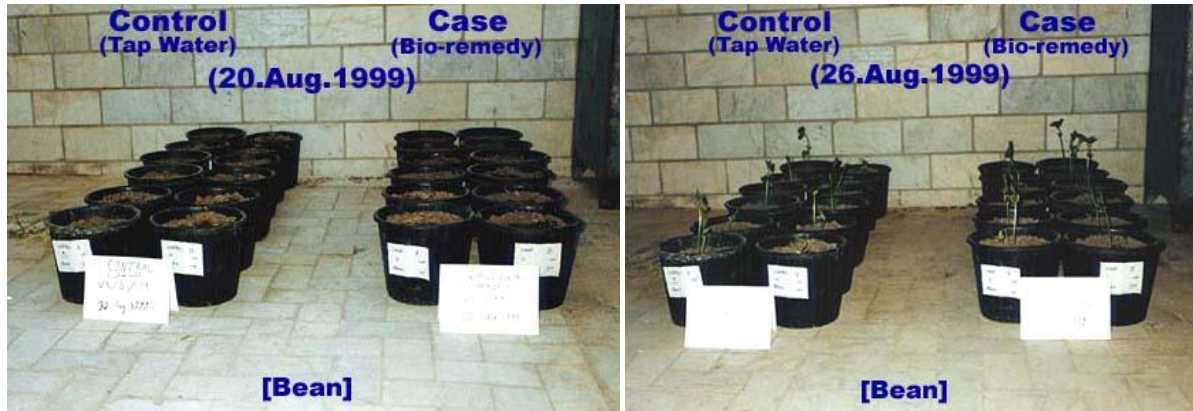 Control
(Tap Water)
Case
(Bio-remedy)
(20.Aug.1999)
CONTROL
[Bean]
Control
(Tap Water)
Case
(Bio-remedy)
(26.Aug.1999)
[Bean]